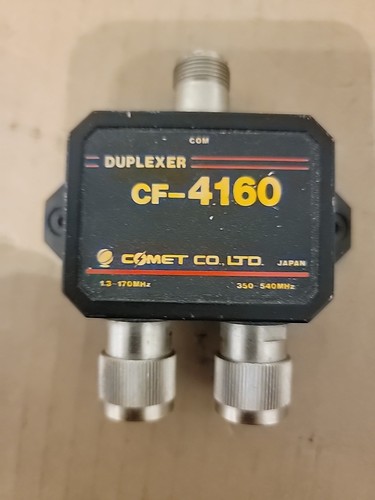 COM
DUPLEXER
CF-4160
COMET CO., LTD. JAPAN
1.3-170MHz 350-540MHz